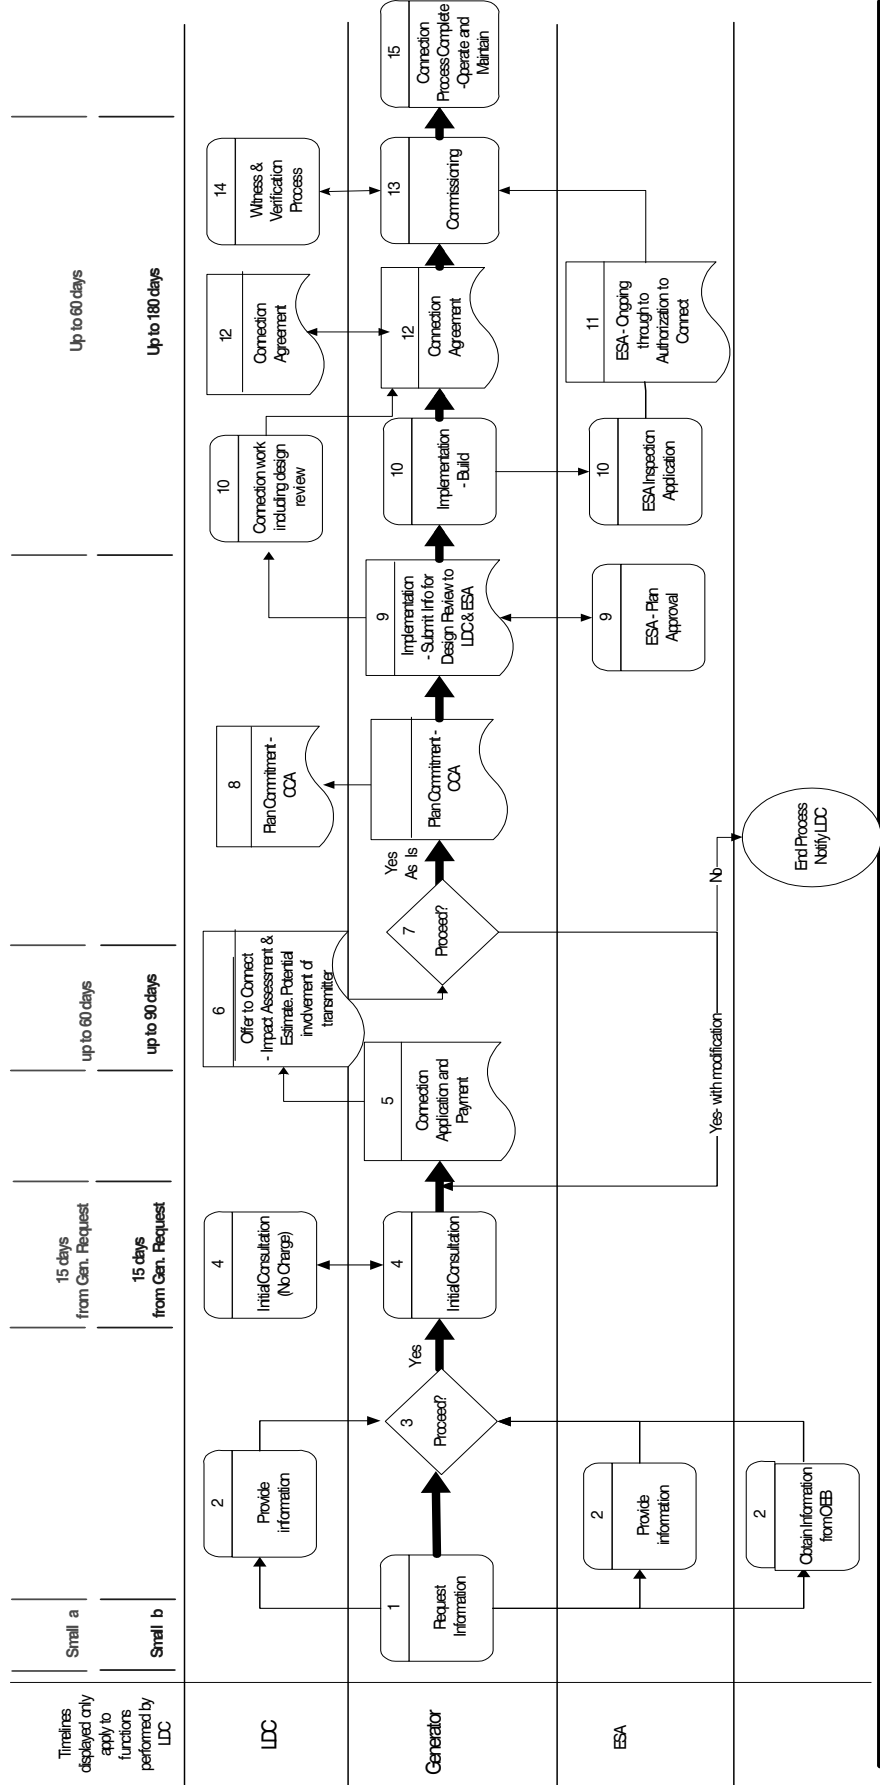 Timelines
displayed only
apply to
functions
performed by
LDC
Small a
Small b
15 days
from Gen. Request
15 days
from Gen. Request
up to 60 days
up to 90 days
Up to 60 days
Up to 180 days
LDC
2
Provide
information
4
Initial Consultation
(No Charge)
6
Offer to Connect
- Impact Assessment &
Estimate. Potential
involvement of
transmitter
8
Plan Commitment -
CCA
10
Connection work
including design
review
12
Connection
Agreement
14
Witness &
Verification
Process
Generator
1
Request
Information
3
Proceed?
Yes
4
Initial Consultation
5
Connection
Application and
Payment
7
Proceed?
Yes
As Is
Plan Commitment -
CCA
9
Implementation
- Submit Info for
Design Review to
LDC & ESA
10
Implementation
- Build
12
Connection
Agreement
13
Commissioning
15
Connection
Process Complete
-Operate and
Maintain
ESA
2
Provide
information
Yes- with modification
No
9
ESA - Plan
Approval
10
ESA Inspection
Application
11
ESA - Ongoing
through to
Authorization to
Connect
2
Obtain Information
from OEB
End Process
Notify LDC